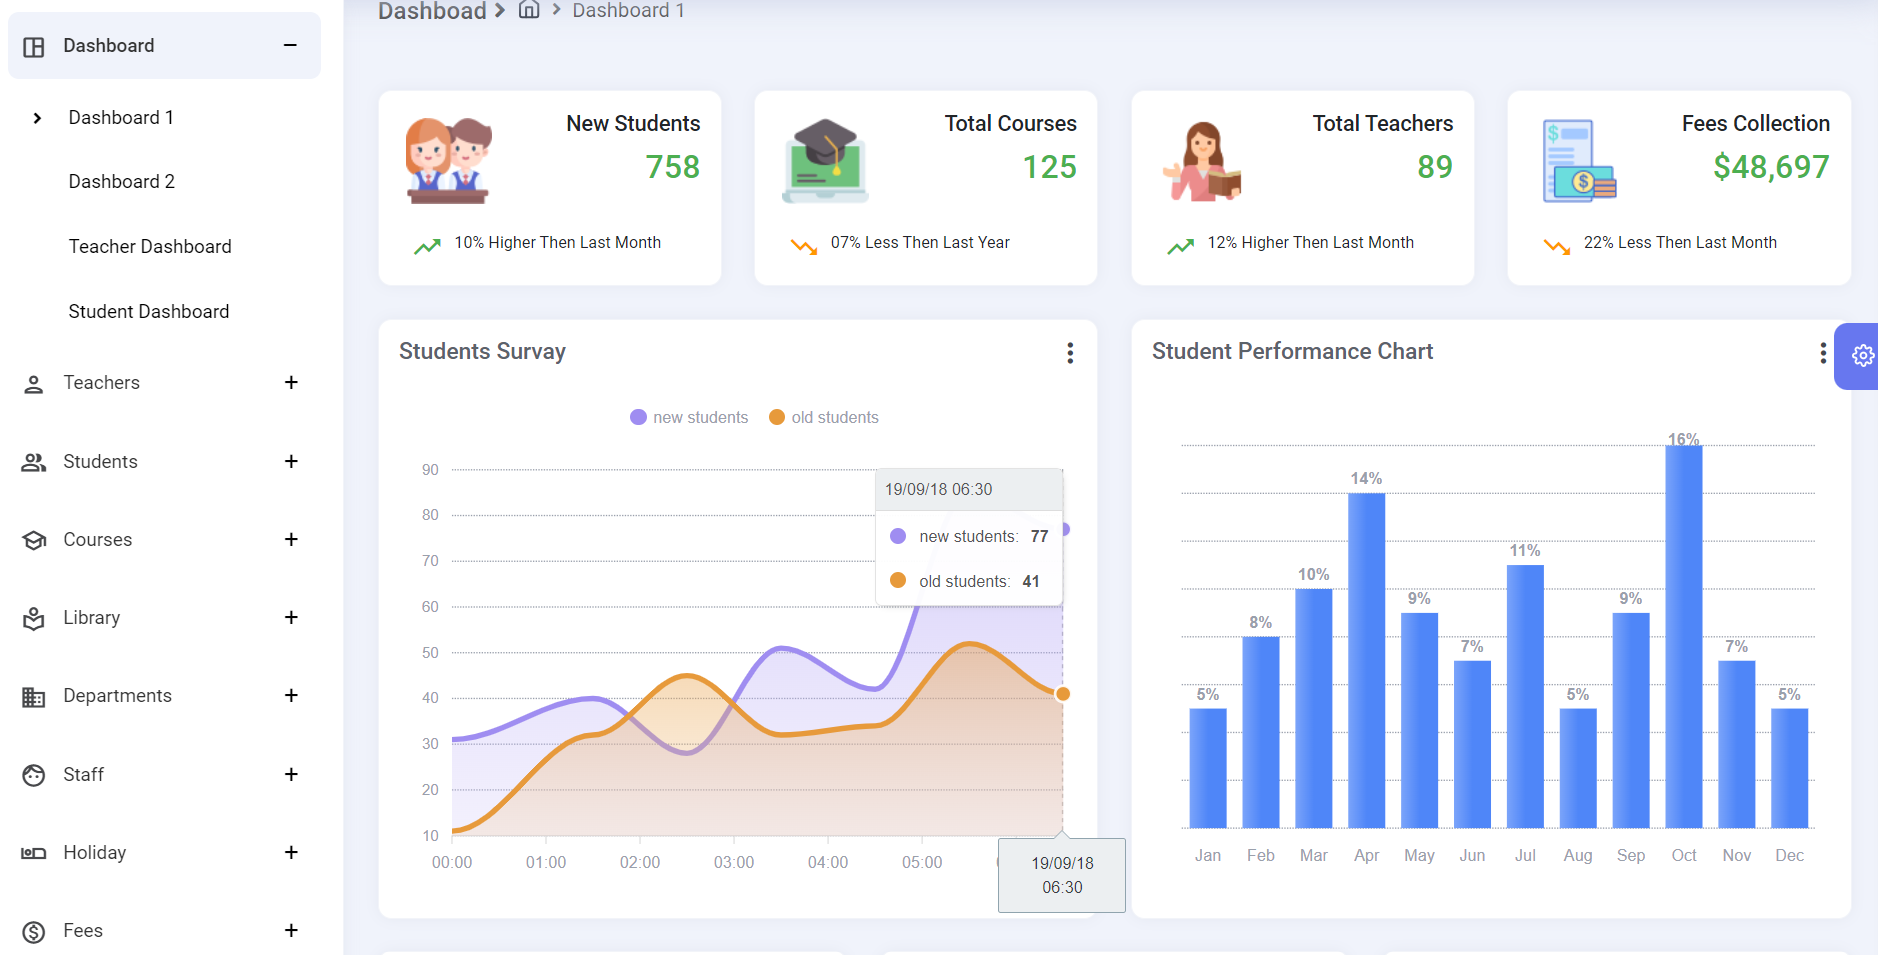 Dashboad
Dashboard 1
Dashboard
Dashboard 1
Dashboard 2
Teacher Dashboard
Student Dashboard
Teachers
Students
Courses
Library
Departments
Staff
Holiday
Fees
New Students
758
10% Higher Then Last Month
Total Courses
125
07% Less Then Last Year
Total Teachers
89
12% Higher Then Last Month
Fees Collection
$48,697
22% Less Then Last Month
Students Survay
new students old students
90
80
70
60
50
40
30
20
10
00:00 01:00 02:00 03:00 04:00 05:00
19/09/18 06:30
new students: 77
old students: 41
19/09/18
06:30
Student Performance Chart
5% 8% 10% 14% 9% 7% 11% 5% 9% 16% 7% 5%
Jan Feb Mar Apr May Jun Jul Aug Sep Oct Nov Dec